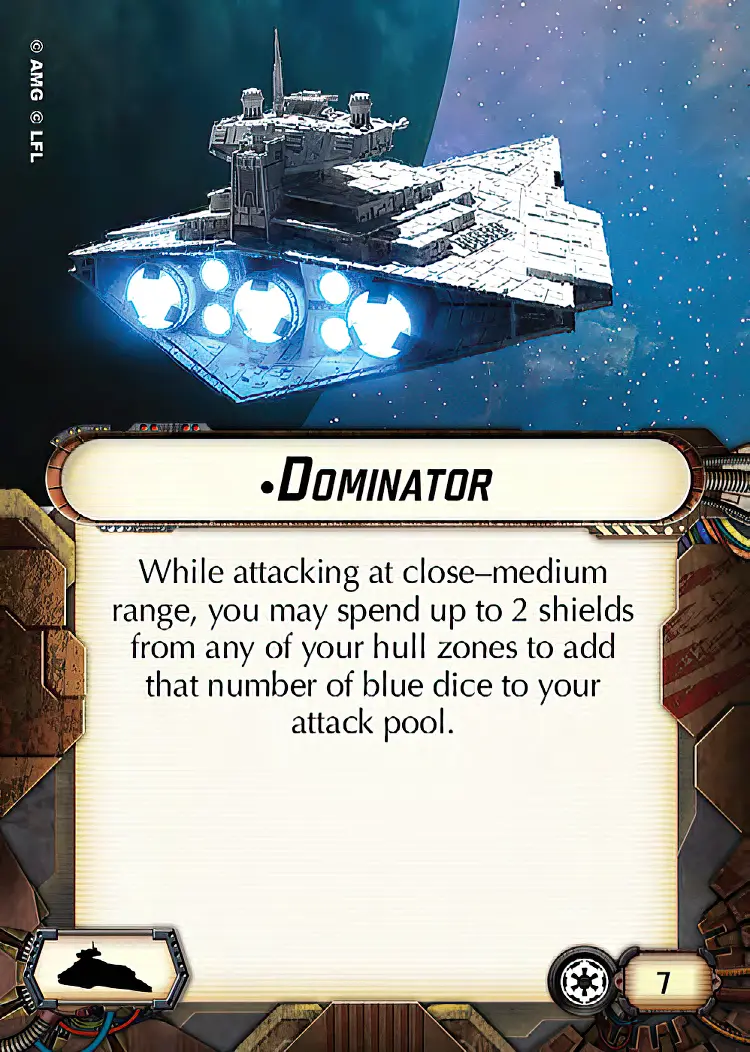 © AMG © LFL
•Dominator
While attacking at close–medium
range, you may spend up to 2 shields
from any of your hull zones to add
that number of blue dice to your
attack pool.
7